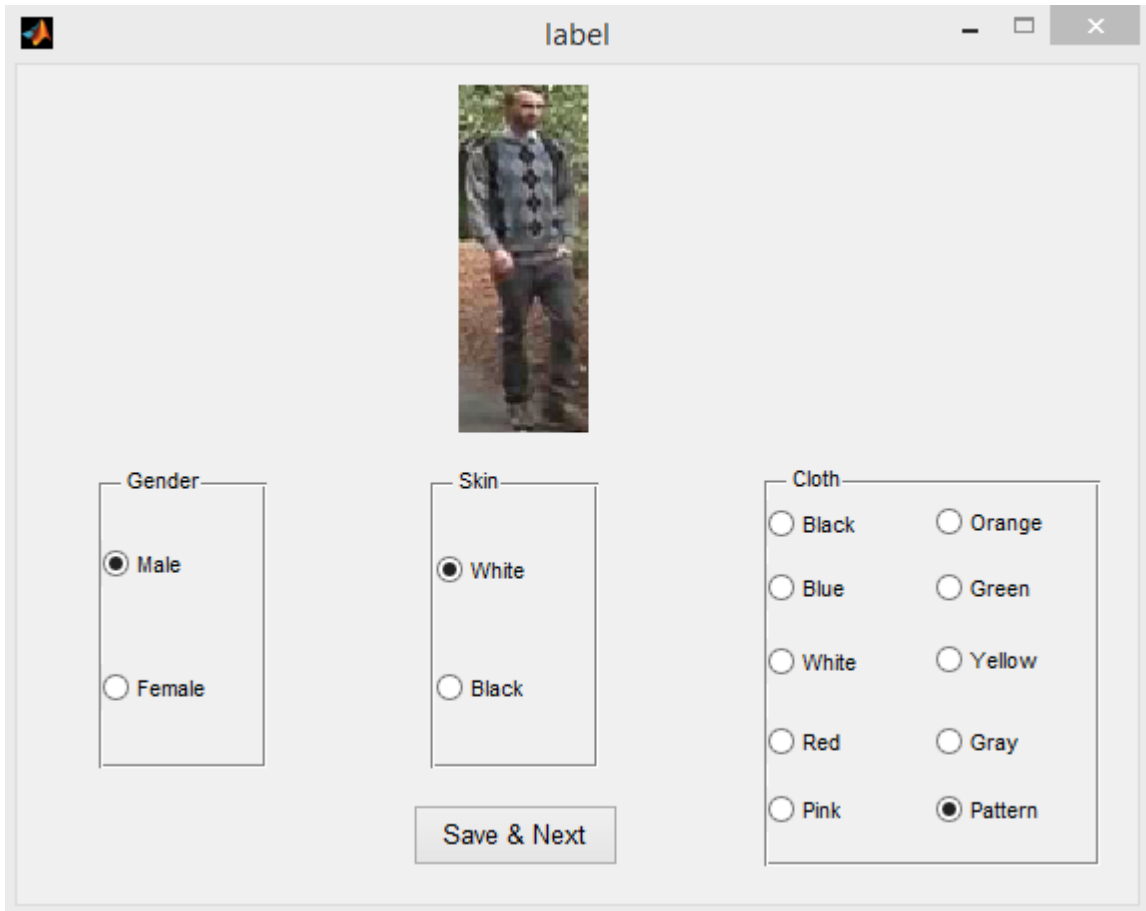 label
Gender
Male
Female
Skin
White
Black
Cloth
Black
Orange
Blue
Green
White
Yellow
Red
Gray
Pink
Pattern
Save & Next